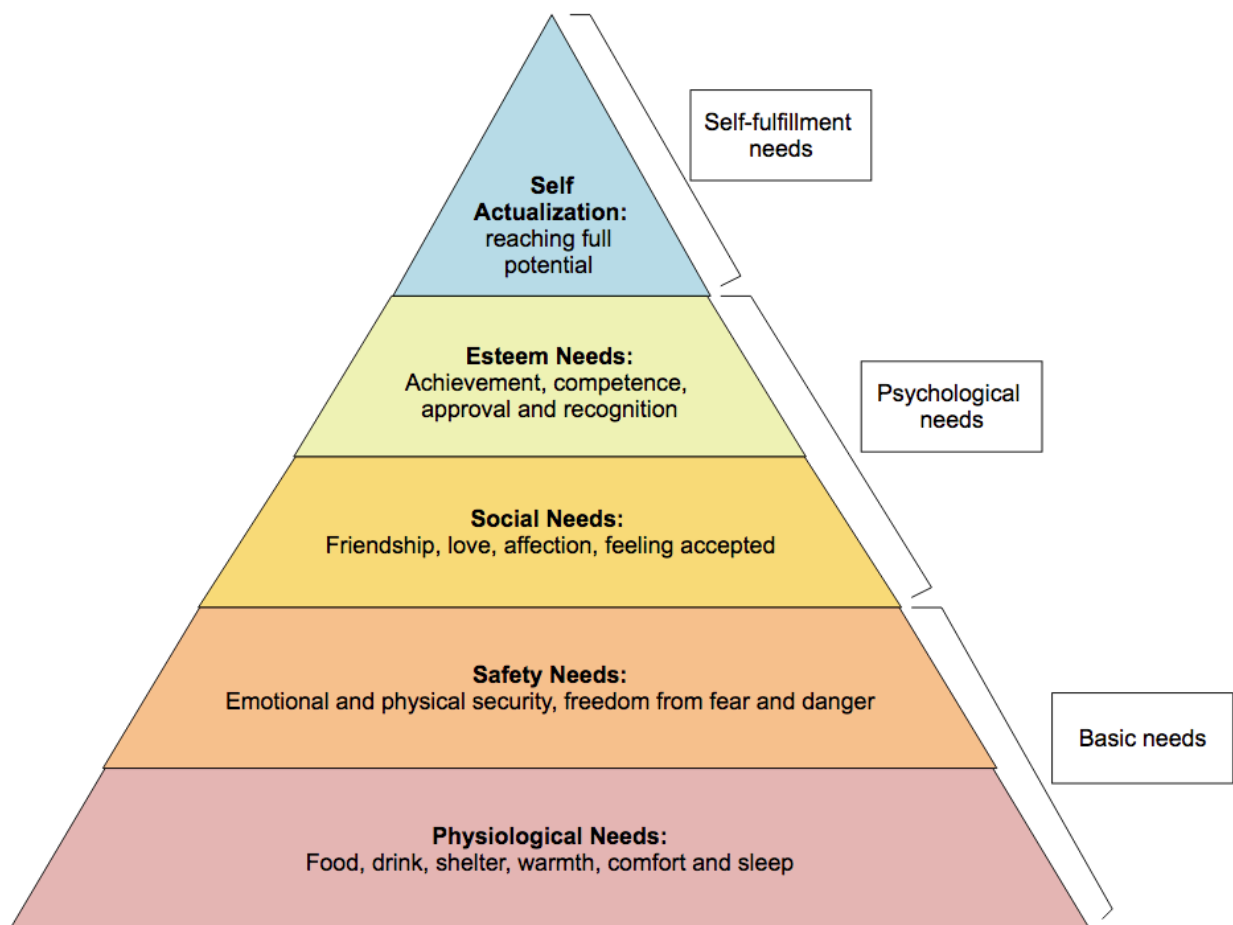 Self-fulfillment
needs
Self
Actualization:
reaching full
potential
Esteem Needs:
Achievement, competence,
approval and recognition
Psychological
needs
Social Needs:
Friendship, love, affection, feeling accepted
Safety Needs:
Emotional and physical security, freedom from fear and danger
Basic needs
Physiological Needs:
Food, drink, shelter, warmth, comfort and sleep